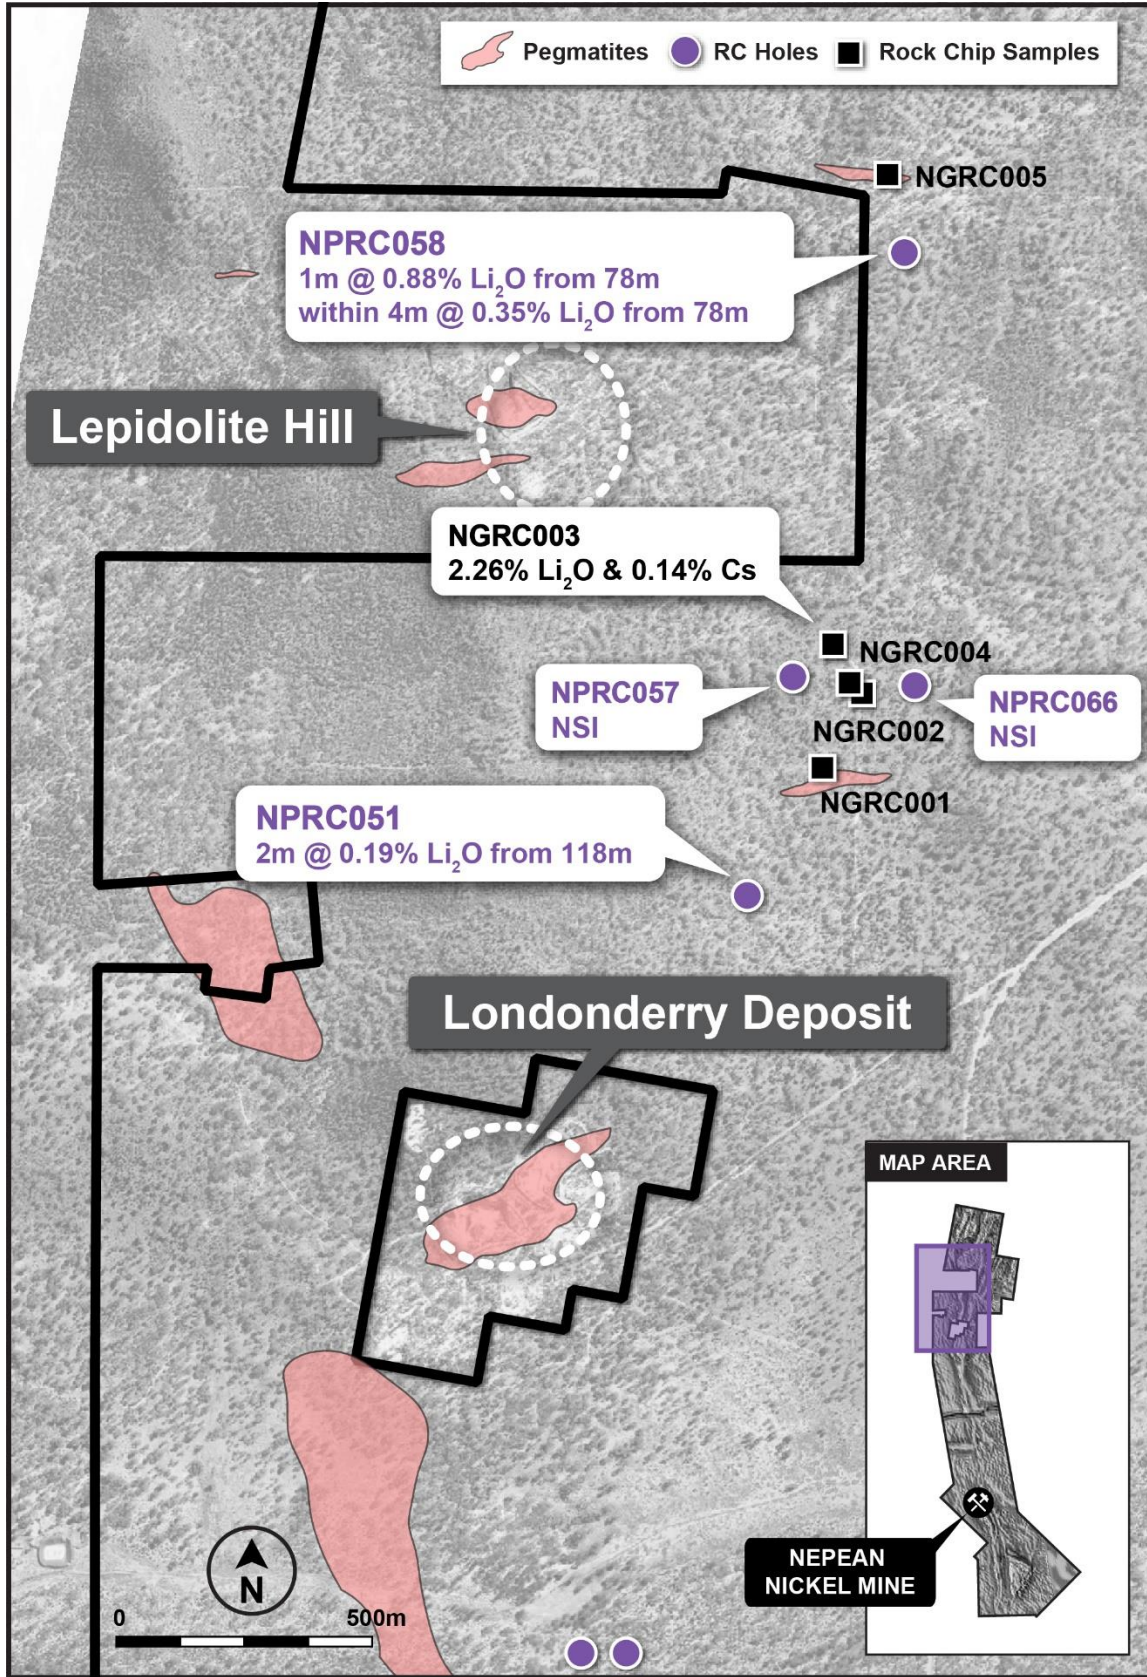 Pegmatites
RC Holes
Rock Chip Samples
NGRC005
NPRC058
1m @ 0.88% Li₂O from 78m
within 4m @ 0.35% Li₂O from 78m
Lepidolite Hill
NGRC003
2.26% Li₂O & 0.14% Cs
NGRC004
NPRC057
NSI
NPRC066
NSI
NGRC002
NGRC001
NPRC051
2m @ 0.19% Li₂O from 118m
Londonderry Deposit
MAP AREA
NEPEAN
NICKEL MINE
N
0 500m